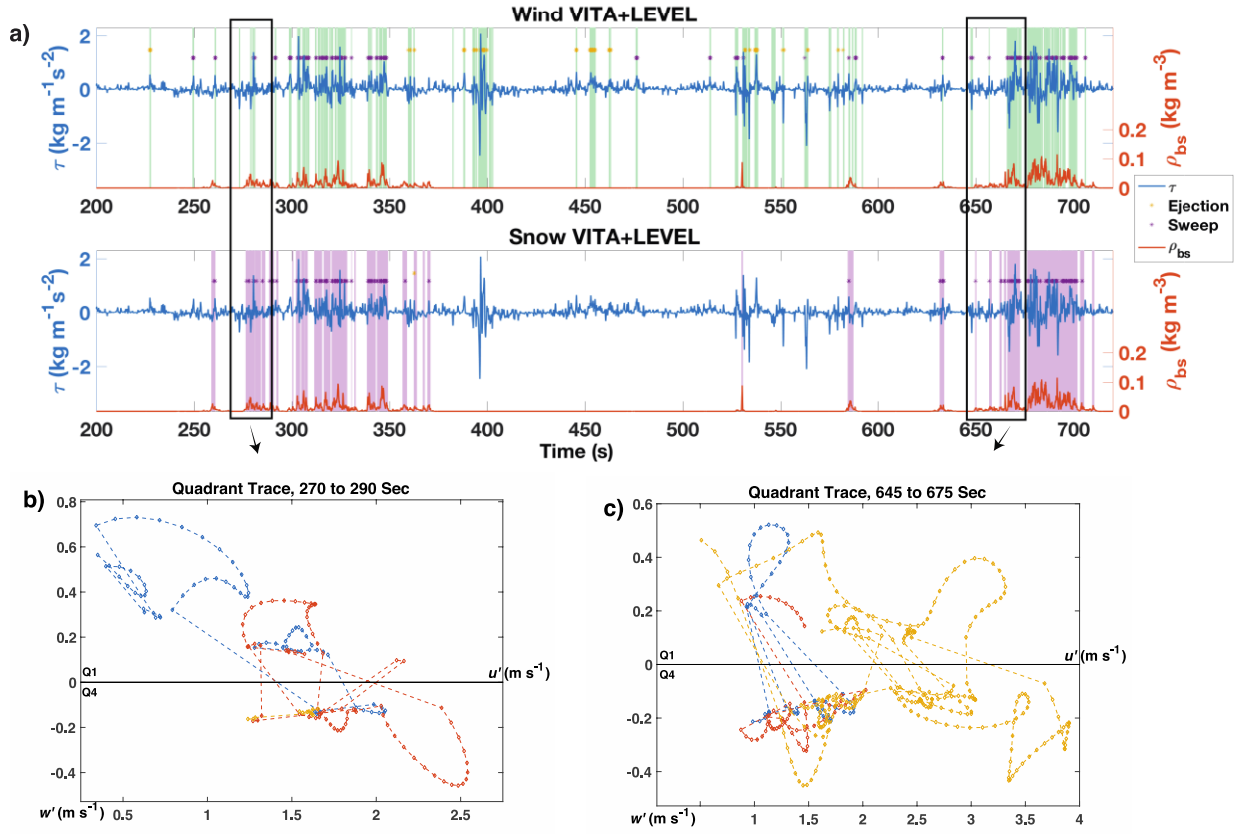 a)
Wind VITA+LEVEL
τ (kg m-1s-2)
2
0
-2
0.2
0.1
0
ρbs (kg m-3)
200 250 300 350 400 450 500 550 600 650 700
τ
Ejection
Sweep
ρbs
Snow VITA+LEVEL
τ (kg m-1s-2)
2
0
-2
0.2
0.1
0
ρbs (kg m-3)
200 250 300 350 400 450 500 550 600 650 700
Time (s)
b)
Quadrant Trace, 270 to 290 Sec
0.8
0.6
0.4
0.2
Q1
u' (m s-1)
0
Q4
-0.2
-0.4
w' (m s-1)
0.5 1 1.5 2 2.5
c)
Quadrant Trace, 645 to 675 Sec
0.6
0.4
0.2
Q1
u' (m s-1)
0
Q4
-0.2
-0.4
w' (m s-1)
1 1.5 2 2.5 3 3.5 4